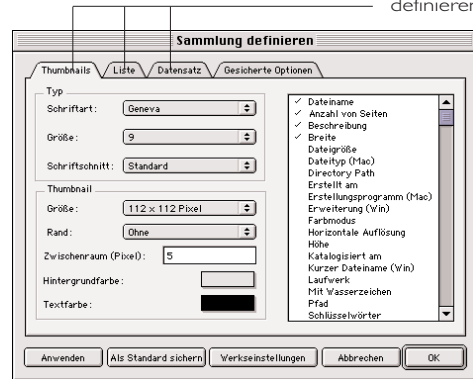 definieren
Sammlung definieren
Thumbnails Liste Datensatz Gesicherte Optionen
Typ
Schriftart: Geneva
Größe: 9
Schriftschnitt: Standard
Thumbnail
Größe: 112 x 112 Pixel
Rand: Ohne
Zwischenraum (Pixel): 5
Hintergrundfarbe:
Textfarbe:
Dateiname
Anzahl von Seiten
Beschreibung
Breite
Dateigröße
Dateityp (Mac)
Directory Path
Erstellt am
Erstellungsprogramm (Mac)
Erweiterung (Win)
Farbmodus
Horizontale Auflösung
Höhe
Katalogisiert am
Kurzer Dateiname (Win)
Laufwerk
Mit Wasserzeichen
Pfad
Schlüsselwörter
Anwenden Als Standard sichern Werkseinstellungen Abbrechen OK